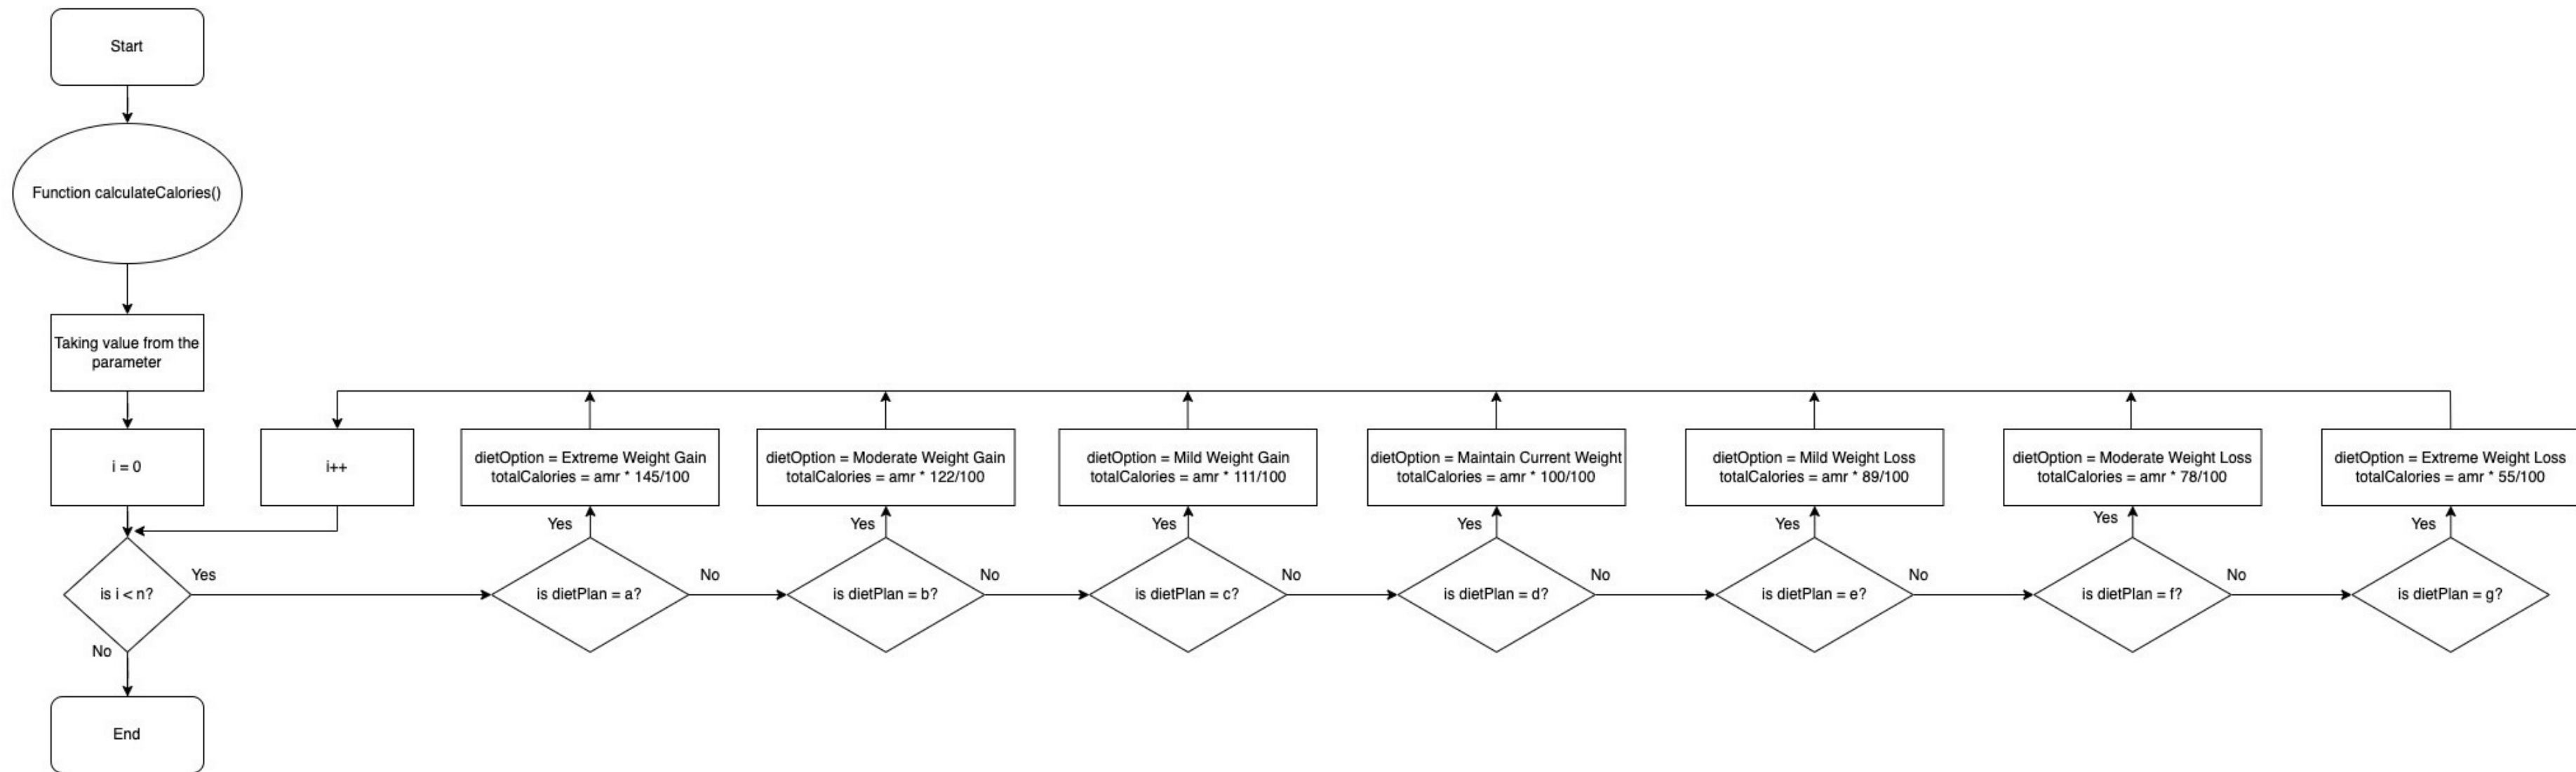 Start
Function calculateCalories()
Taking value from the
parameter
i = 0
i++
dietOption = Extreme Weight Gain
totalCalories = amr * 145/100
dietOption = Moderate Weight Gain
totalCalories = amr * 122/100
dietOption = Mild Weight Gain
totalCalories = amr * 111/100
dietOption = Maintain Current Weight
totalCalories = amr * 100/100
dietOption = Mild Weight Loss
totalCalories = amr * 89/100
dietOption = Moderate Weight Loss
totalCalories = amr * 78/100
dietOption = Extreme Weight Loss
totalCalories = amr * 55/100
Yes
Yes
Yes
Yes
Yes
Yes
Yes
is i < n?
Yes
is dietPlan = a?
No
is dietPlan = b?
No
is dietPlan = c?
No
is dietPlan = d?
No
is dietPlan = e?
No
is dietPlan = f?
No
is dietPlan = g?
No
End